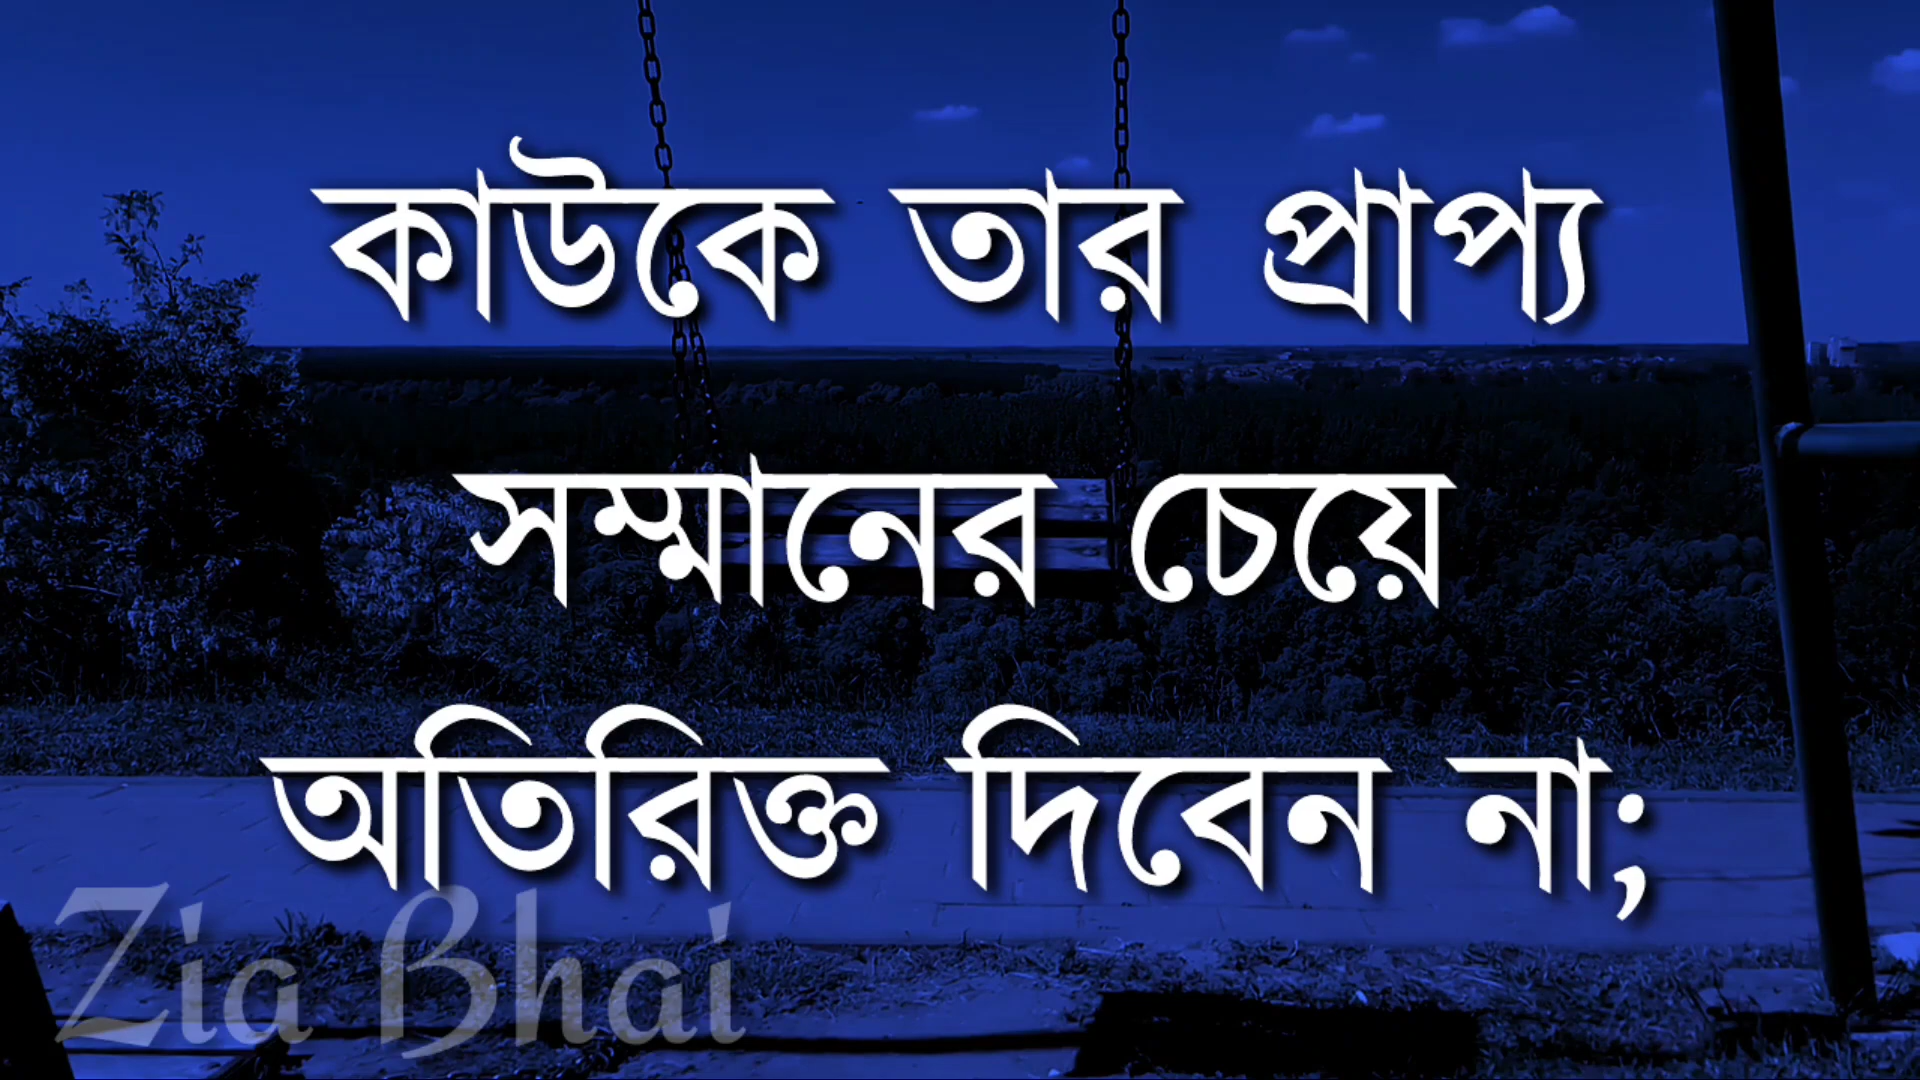 কাউকে তার প্রাপ্য
সম্মানের চেয়ে
অতিরিক্ত দিবেন না;
Zia Bhai